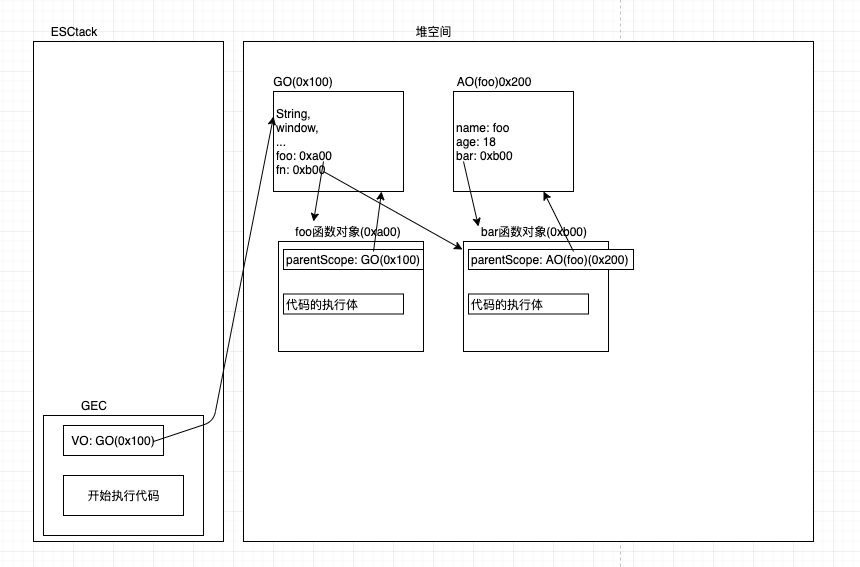 ESCtack
堆空间
GO(0x100)
String,
window,
...
foo: 0xa00
fn: 0xb00
AO(foo)0x200
name: foo
age: 18
bar: 0xb00
foo函数对象(0xa00)
parentScope: GO(0x100)
代码的执行体
bar函数对象(0xb00)
parentScope: AO(foo)(0x200)
代码的执行体
GEC
VO: GO(0x100)
开始执行代码